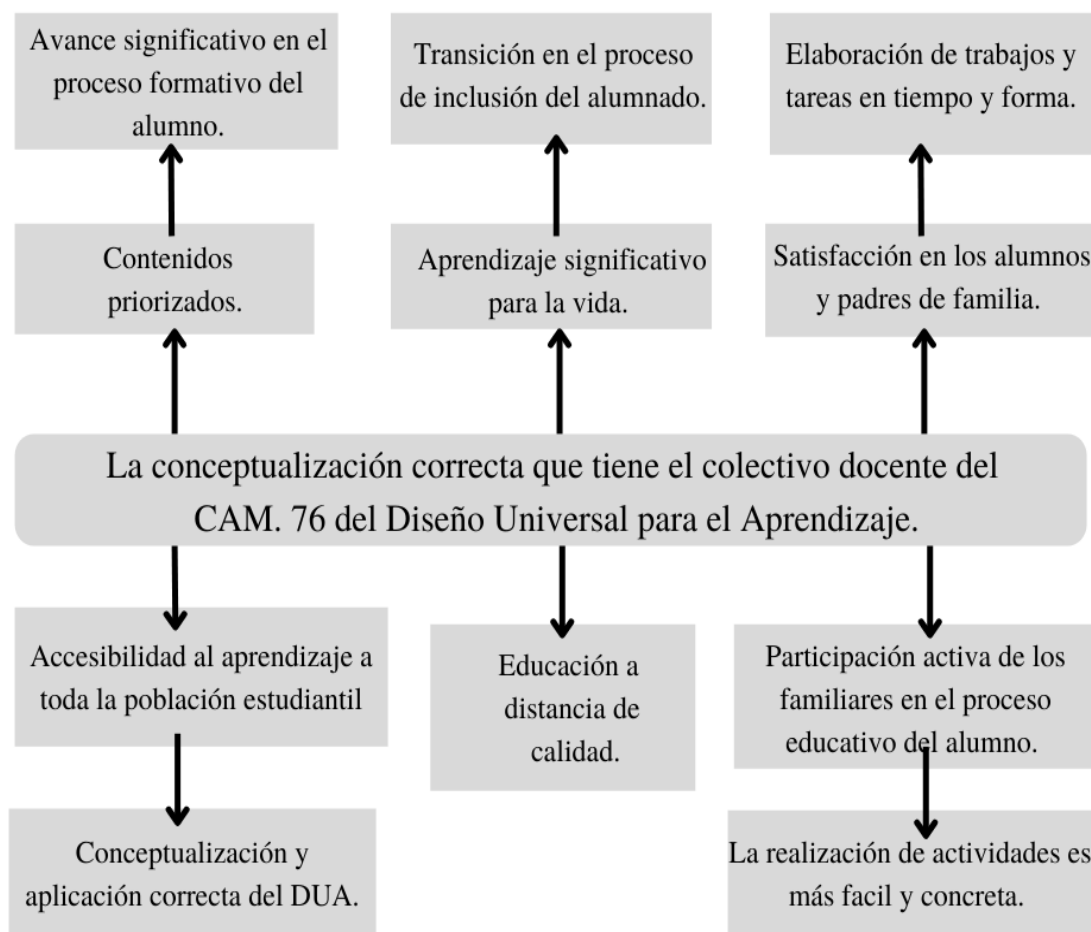 Avance significativo en el
proceso formativo del
alumno.
Transición en el proceso
de inclusión del alumnado.
Elaboración de trabajos y
tareas en tiempo y forma.
Contenidos
priorizados.
Aprendizaje significativo
para la vida.
Satisfacción en los alumnos
y padres de familia.
La conceptualización correcta que tiene el colectivo docente del
CAM. 76 del Diseño Universal para el Aprendizaje.
Accesibilidad al aprendizaje a
toda la población estudiantil
Educación a
distancia de
calidad.
Participación activa de los
familiares en el proceso
educativo del alumno.
Conceptualización y
aplicación correcta del DUA.
La realización de actividades es
más facil y concreta.